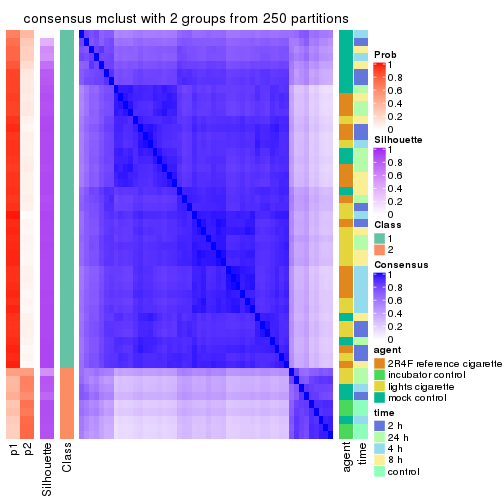 consensus mclust with 2 groups from 250 partitions
Prob
1
0.8
0.6
0.4
0.2
0
Silhouette
1
0.8
0.6
0.4
0.2
0
Class
1
2
Consensus
1
0.8
0.6
0.4
0.2
0
agent
2R4F reference cigarette
incubator control
lights cigarette
mock control
time
2 h
24 h
4 h
8 h
control
p1
p2
Silhouette
Class
agent
time